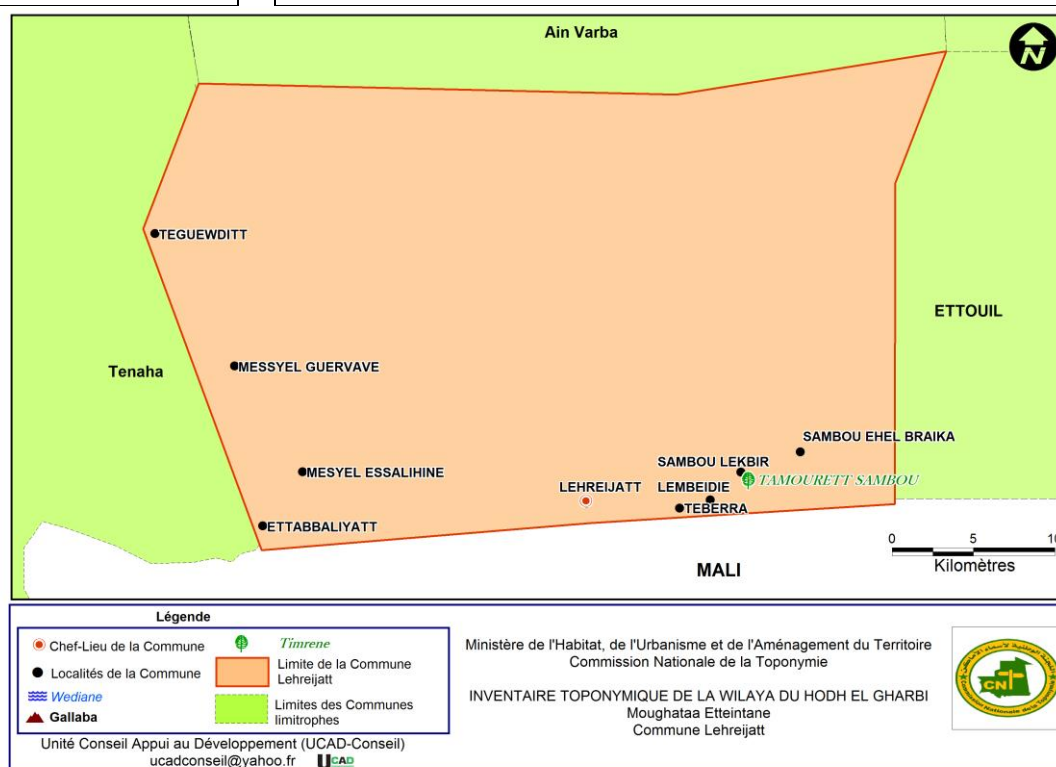 Ain Varba
N
TEGUEWDITT
ETTOUIL
MESSYEL GUERVAVE
Tenaha
SAMBOU EHEL BRAIKA
SAMBOU LEKBIR
MESYEL ESSALIHINE
TAMOURETT SAMBOU
LEHREIJATT
LEMBEIDIE
TEBERRA
ETTABBALIYATT
0 5 10
Kilomètres
MALI
Légende
Chef-Lieu de la Commune
Timrene
Localités de la Commune
Limite de la Commune
Lehreijatt
Wediane
Gallaba
Limites des Communes
limitrophes
Unité Conseil Appui au Développement (UCAD-Conseil)
ucadconseil@yahoo.fr UCAD
Ministère de l'Habitat, de l'Urbanisme et de l'Aménagement du Territoire
Commission Nationale de la Toponymie
INVENTAIRE TOPONYMIQUE DE LA WILAYA DU HODH EL GHARBI
Moughataa Etteintane
Commune Lehreijatt
CNT